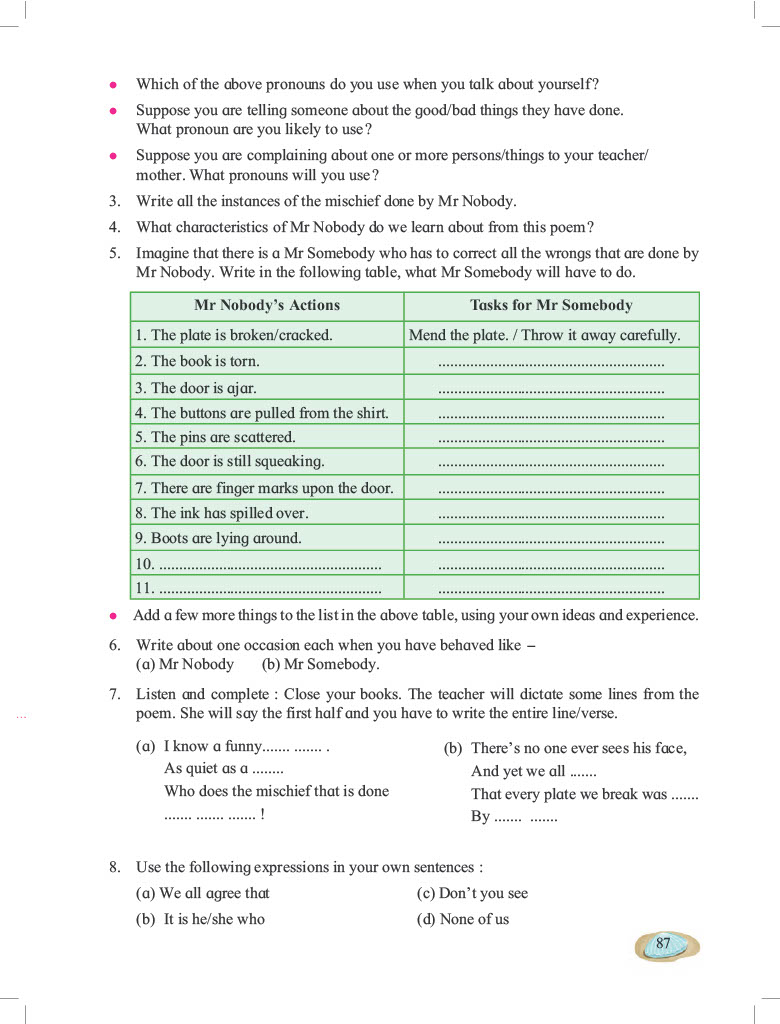 • Which of the above pronouns do you use when you talk about yourself?
• Suppose you are telling someone about the good/bad things they have done.
What pronoun are you likely to use?
• Suppose you are complaining about one or more persons/things to your teacher/
mother. What pronouns will you use?
3. Write all the instances of the mischief done by Mr Nobody.
4. What characteristics of Mr Nobody do we learn about from this poem?
5. Imagine that there is a Mr Somebody who has to correct all the wrongs that are done by
Mr Nobody. Write in the following table, what Mr Somebody will have to do.
Mr Nobody's Actions Tasks for Mr Somebody
1. The plate is broken/cracked. Mend the plate. / Throw it away carefully.
2. The book is torn. .........................................................
3. The door is ajar. .........................................................
4. The buttons are pulled from the shirt. .........................................................
5. The pins are scattered. .........................................................
6. The door is still squeaking. .........................................................
7. There are finger marks upon the door. .........................................................
8. The ink has spilled over. .........................................................
9. Boots are lying around. .........................................................
10. ........................................................ .........................................................
11. ........................................................ .........................................................
• Add a few more things to the list in the above table, using your own ideas and experience.
6. Write about one occasion each when you have behaved like –
(a) Mr Nobody (b) Mr Somebody.
7. Listen and complete : Close your books. The teacher will dictate some lines from the
poem. She will say the first half and you have to write the entire line/verse.
...
(a) I know a funny....... ....... .
As quiet as a ........
Who does the mischief that is done
....... ....... ....... !
(b) There's no one ever sees his face,
And yet we all .......
That every plate we break was .......
By ....... .......
8. Use the following expressions in your own sentences :
(a) We all agree that (c) Don't you see
(b) It is he/she who (d) None of us
87